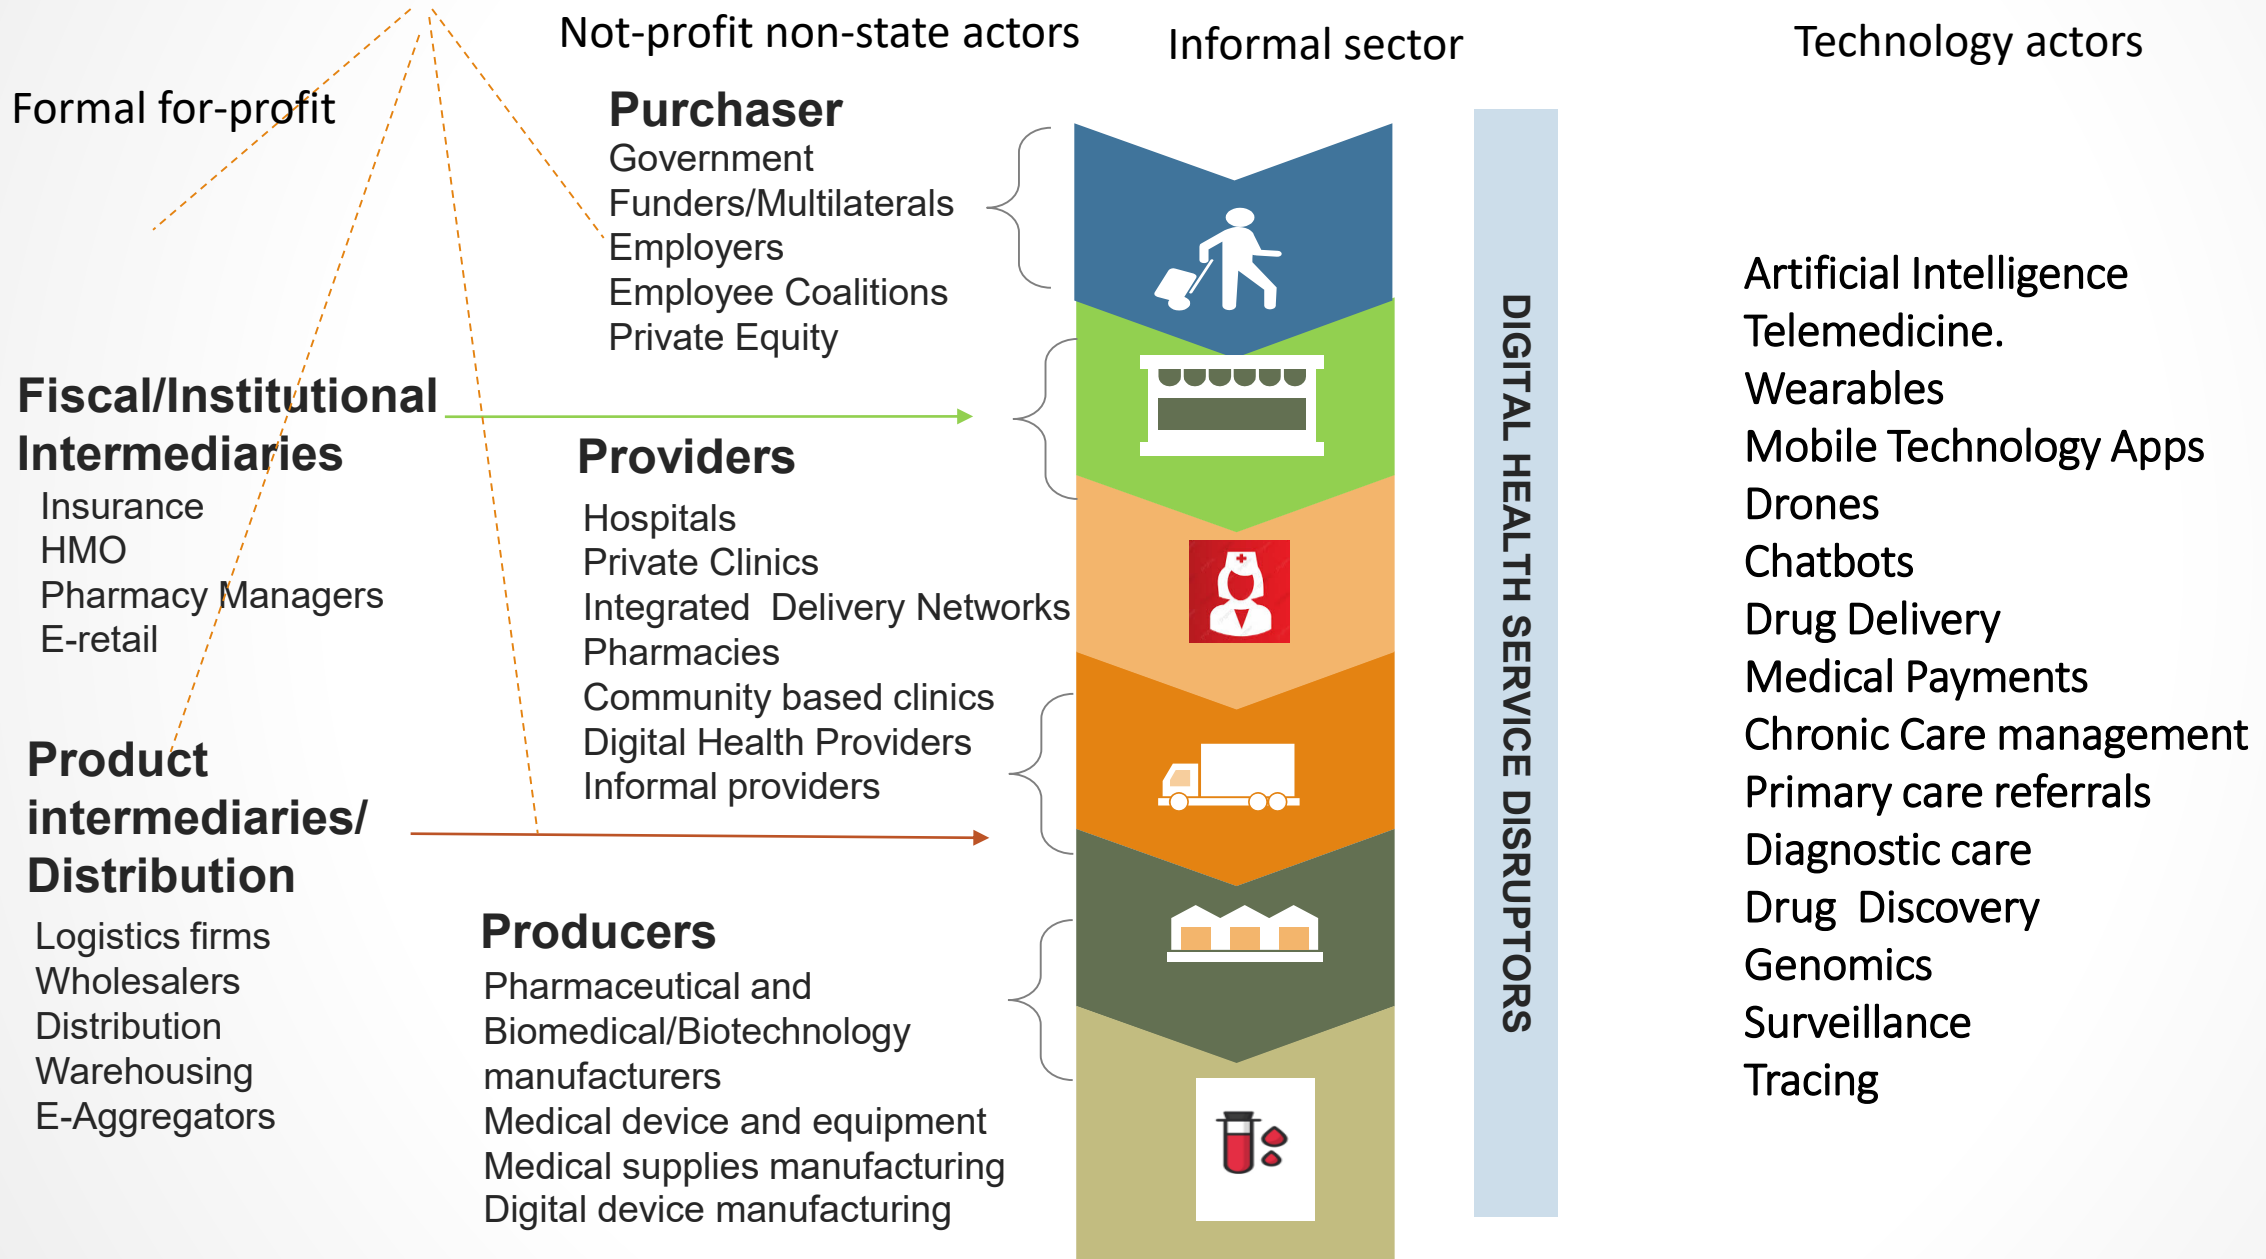 Not-profit non-state actors
Informal sector
Technology actors
Formal for-profit
Purchaser
Government
Funders/Multilaterals
Employers
Employee Coalitions
Private Equity
Fiscal/Institutional
Intermediaries
Insurance
HMO
Pharmacy Managers
E-retail
Providers
Hospitals
Private Clinics
Integrated  Delivery Networks
Pharmacies
Community based clinics
Digital Health Providers
Informal providers
Product
intermediaries/
Distribution
Logistics firms
Wholesalers
Distribution
Warehousing
E-Aggregators
Producers
Pharmaceutical and
Biomedical/Biotechnology
manufacturers
Medical device and equipment
Medical supplies manufacturing
Digital device manufacturing
DIGITAL HEALTH SERVICE DISRUPTORS
Artificial Intelligence
Telemedicine.
Wearables
Mobile Technology Apps
Drones
Chatbots
Drug Delivery
Medical Payments
Chronic Care management
Primary care referrals
Diagnostic care
Drug  Discovery
Genomics
Surveillance
Tracing